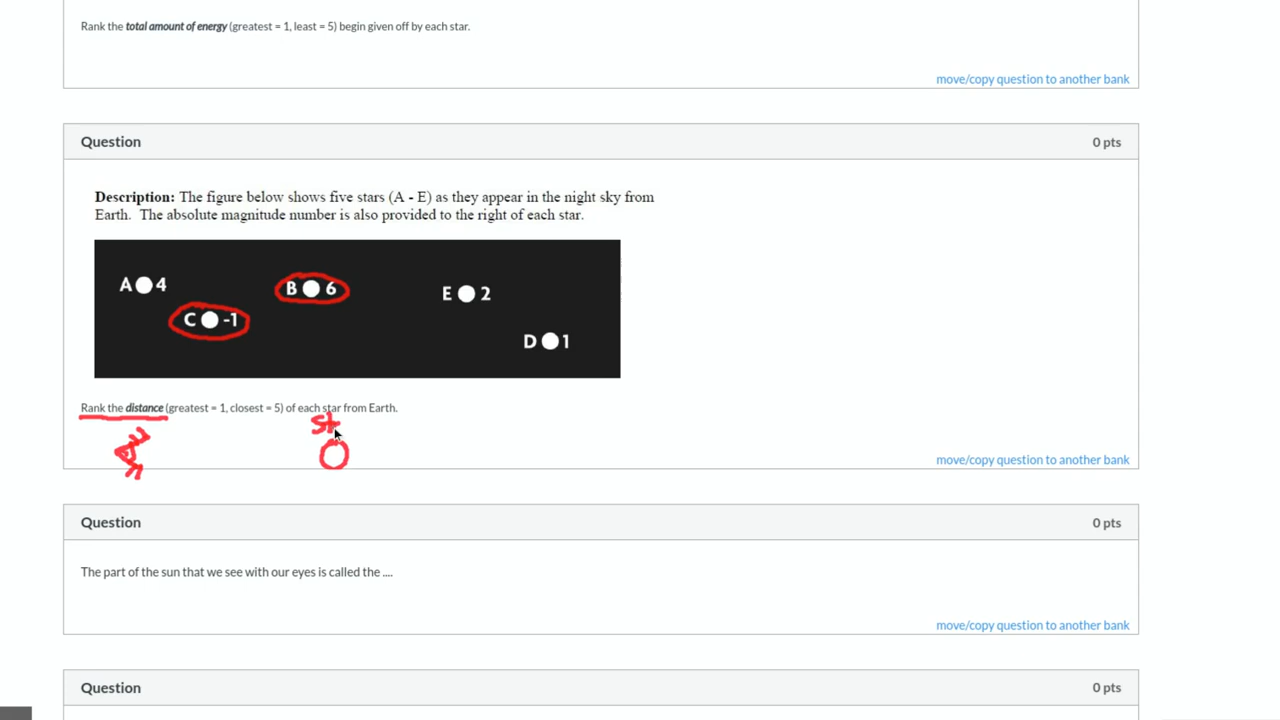 Rank the total amount of energy (greatest = 1, least = 5) begin given off by each star.
move/copy question to another bank
Question 0 pts
Description: The figure below shows five stars (A - E) as they appear in the night sky from
Earth. The absolute magnitude number is also provided to the right of each star.
A 4
B 6
E 2
C -1
D 1
Rank the distance (greatest = 1, closest = 5) of each star from Earth.
st
move/copy question to another bank
Question 0 pts
The part of the sun that we see with our eyes is called the ....
move/copy question to another bank
Question 0 pts